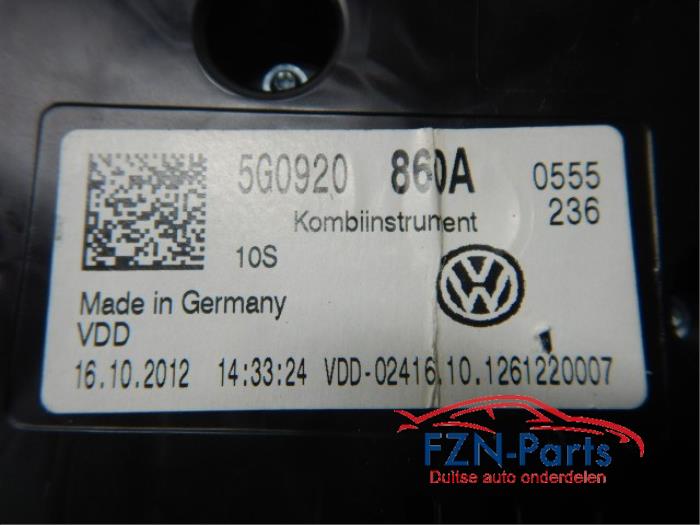 5G0920 860A 0555
236
Kombiinstrument
10S
Made in Germany
VDD
16.10.2012 14:33:24 VDD-02416.10.1261220007
FZN-Parts
Duitse auto onderdelen